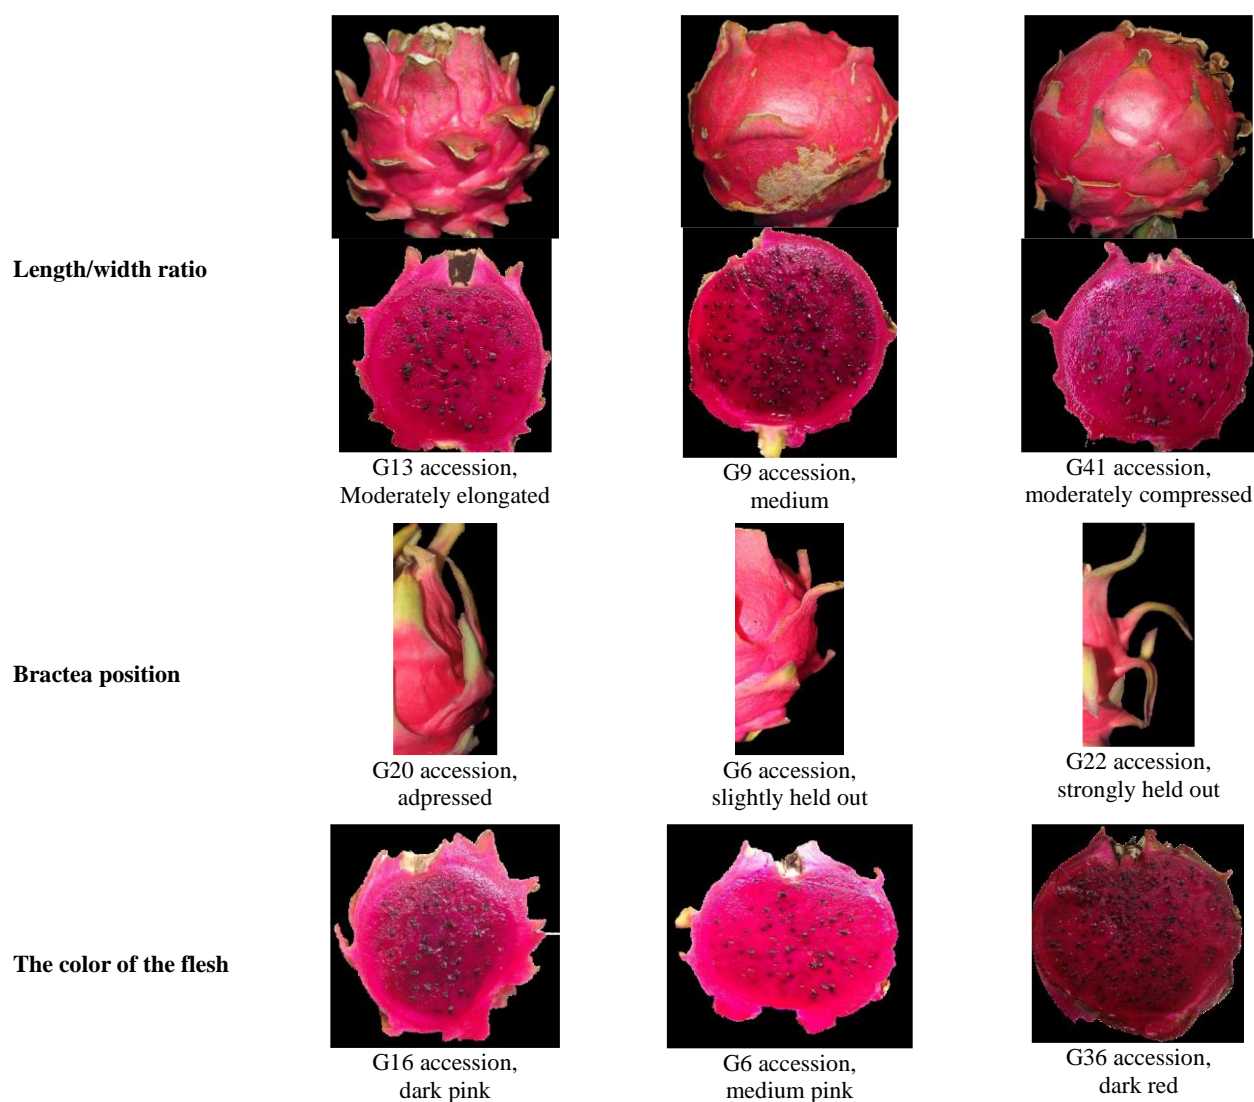 Length/width ratio
G13 accession,
Moderately elongated
G9 accession,
medium
G41 accession,
moderately compressed
Bractea position
G20 accession,
adpressed
G6 accession,
slightly held out
G22 accession,
strongly held out
The color of the flesh
G16 accession,
dark pink
G6 accession,
medium pink
G36 accession,
dark red